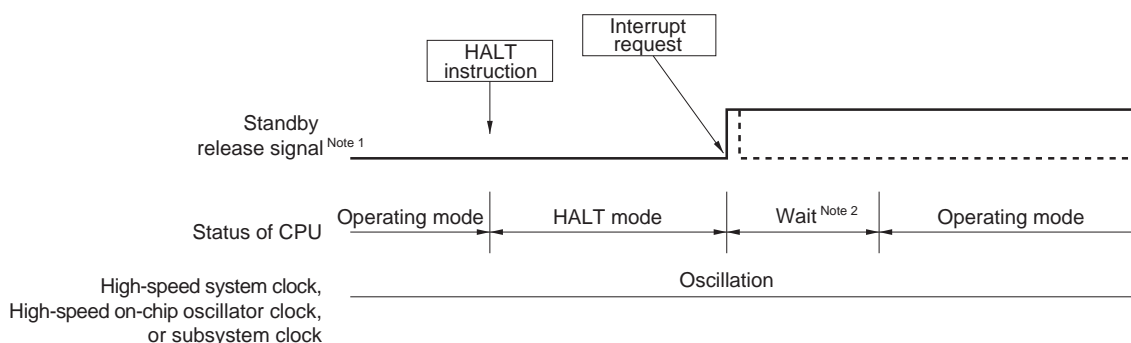 Interrupt
request
HALT
instruction
Standby
release signal Note 1
Operating mode
HALT mode
Wait Note 2
Operating mode
Status of CPU
High-speed system clock,
High-speed on-chip oscillator clock,
or subsystem clock
Oscillation